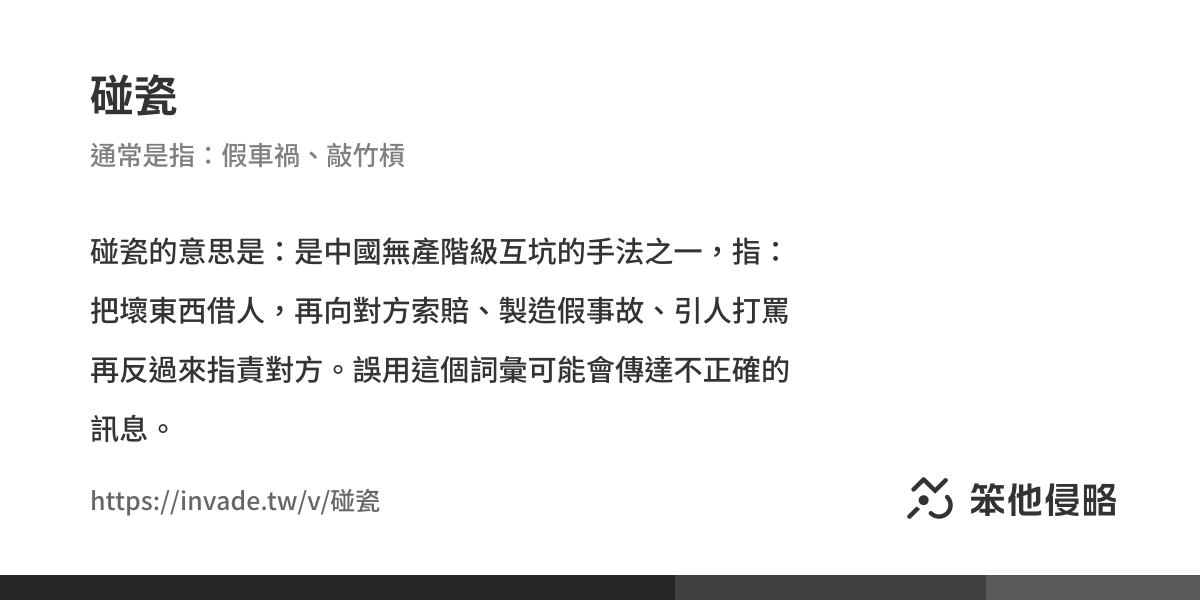 碰瓷
通常是指：假車禍、敲竹槓
碰瓷的意思是：是中國無產階級互坑的手法之一，指：
把壞東西借人，再向對方索賠、製造假事故、引人打罵
再反過來指責對方。誤用這個詞彙可能會傳達不正確的
訊息。
https://invade.tw/v/碰瓷
笨他侵略